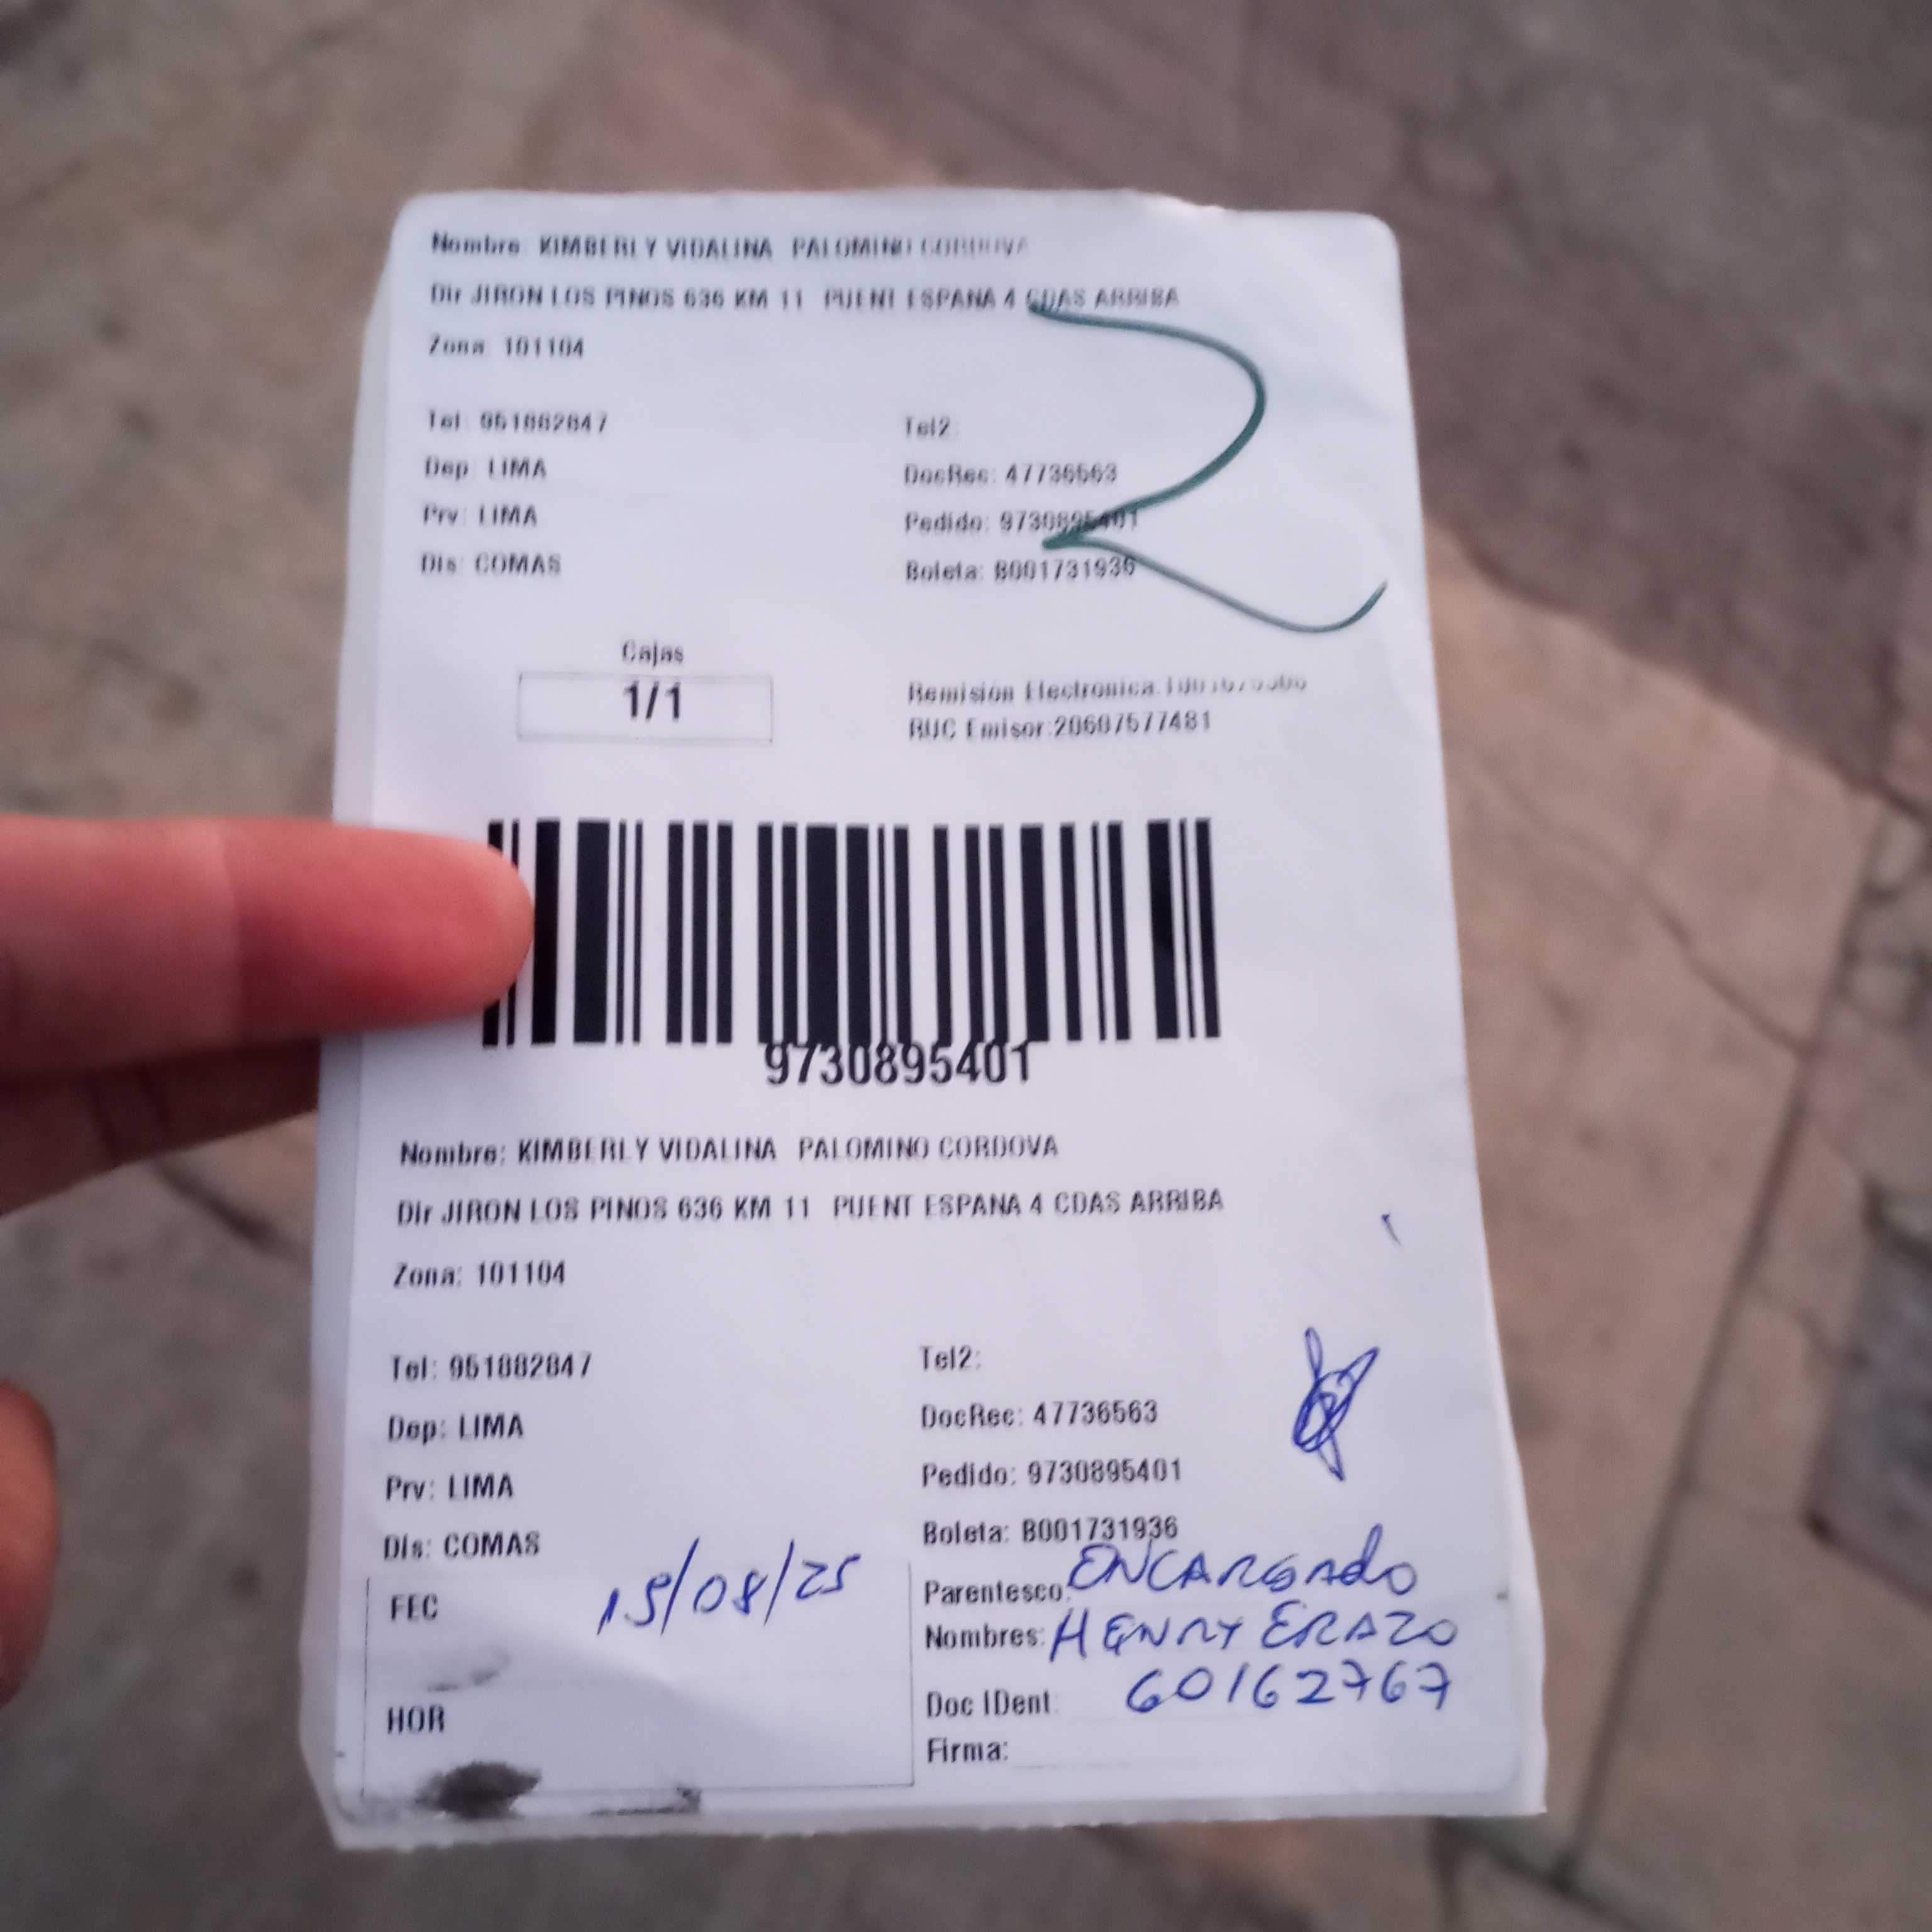 Nombre: KIMBERLY VIDALINA PALOMINO CORDOVA
Dir JIRON LOS PINOS 636 KM 11 PUENT ESPANA 4 CDAS ARRIBA
Zona: 101104
Tel: 951882847 Tel2:
Dep: LIMA DocRec: 47736563
Prv: LIMA Pedido: 9730895401
Dis: COMAS Boleta: B001731936
2
Cajas
1/1
Remision Electronica:
RUC Emisor:20607577481
9730895401
Nombre: KIMBERLY VIDALINA PALOMINO CORDOVA
Dir JIRON LOS PINOS 636 KM 11 PUENT ESPANA 4 CDAS ARRIBA
Zona: 101104
Tel: 951882847 Tel2:
Dep: LIMA DocRec: 47736563
Prv: LIMA Pedido: 9730895401
Dis: COMAS Boleta: B001731936
FEC 15/08/25
Parentesco: ENCARGADO
Nombres: HENRY ERAZO
Doc IDent: 60162767
HOR
Firma: